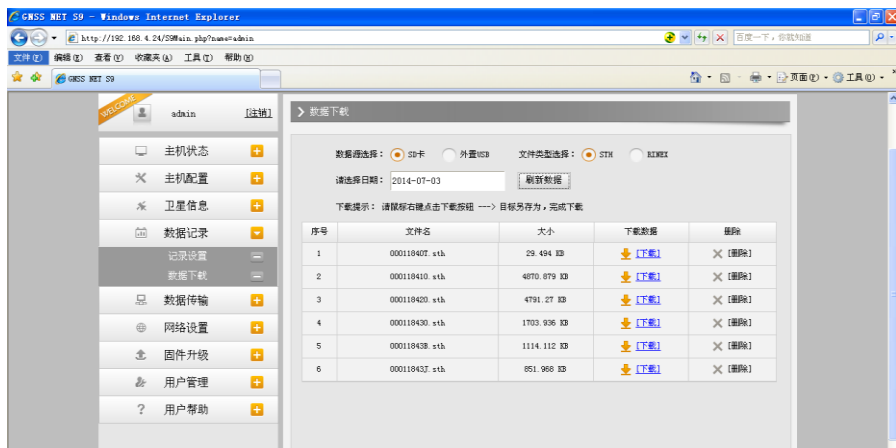 GNSS NET S9 - Windows Internet Explorer
http://192.168.4.24/S9Main.php?name=admin
百度一下，你就知道
文件(F) 编辑(E) 查看(V) 收藏夹(A) 工具(T) 帮助(H)
GNSS NET S9
页面(P) 工具(O)
WELCOME
admin [注销]
数据下载
主机状态
主机配置
卫星信息
数据记录
记录设置
数据下载
数据传输
网络设置
固件升级
用户管理
用户帮助
数据源选择： SD卡 外置USB 文件类型选择： STH RINEX
请选择日期： 2014-07-03 刷新数据
下载提示： 请鼠标右键点击下载按钮 ---> 目标另存为，完成下载
序号 文件名 大小 下载数据 删除
1 00011840T.sth 29.494 KB [下载] [删除]
2 000118410.sth 4870.879 KB [下载] [删除]
3 000118420.sth 4791.27 KB [下载] [删除]
4 000118430.sth 1703.936 KB [下载] [删除]
5 00011843B.sth 1114.112 KB [下载] [删除]
6 00011843J.sth 851.968 KB [下载] [删除]